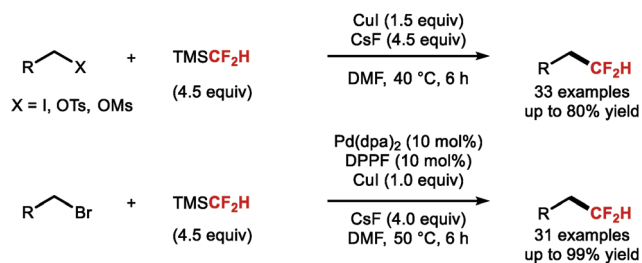 CuI (1.5 equiv)
CsF (4.5 equiv)
R X + TMSCF₂H R CF₂H
(4.5 equiv) DMF, 40 °C, 6 h 33 examples
X = I, OTs, OMs up to 80% yield
Pd(dpa)₂ (10 mol%)
DPPF (10 mol%)
CuI (1.0 equiv)
R Br + TMSCF₂H R CF₂H
(4.5 equiv) CsF (4.0 equiv) 31 examples
DMF, 50 °C, 6 h up to 99% yield